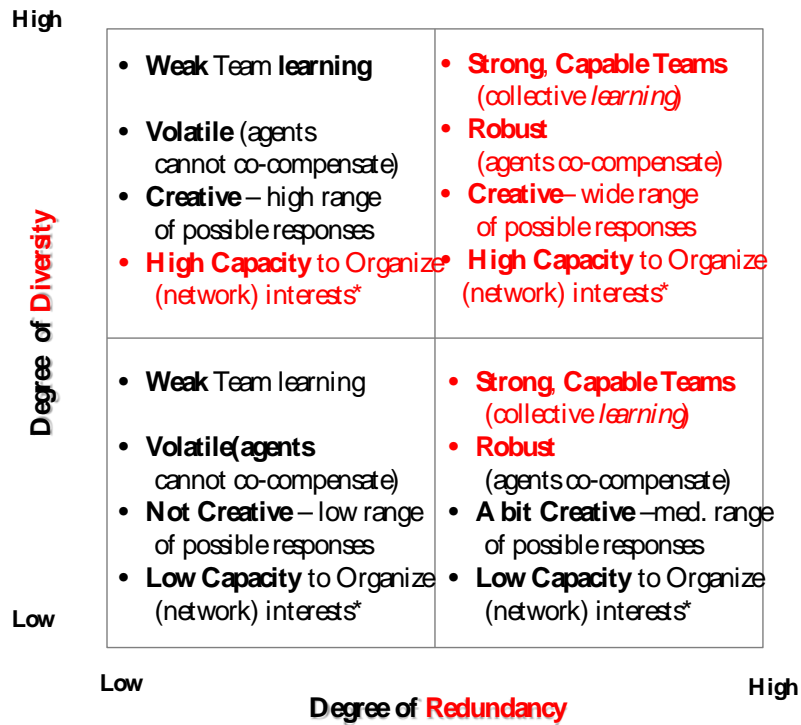 High
• Weak Team learning
• Volatile (agents
cannot co-compensate)
• Creative – high range
of possible responses
• High Capacity to Organize
(network) interests*
• Strong, Capable Teams
(collective learning)
• Robust
(agents co-compensate)
• Creative– wide range
of possible responses
• High Capacity to Organize
(network) interests*
Degree of Diversity
• Weak Team learning
• Volatile(agents
cannot co-compensate)
• Not Creative – low range
of possible responses
• Low Capacity to Organize
(network) interests*
• Strong, Capable Teams
(collective learning)
• Robust
(agents co-compensate)
• A bit Creative –med. range
of possible responses
• Low Capacity to Organize
(network) interests*
Low
Low
High
Degree of Redundancy